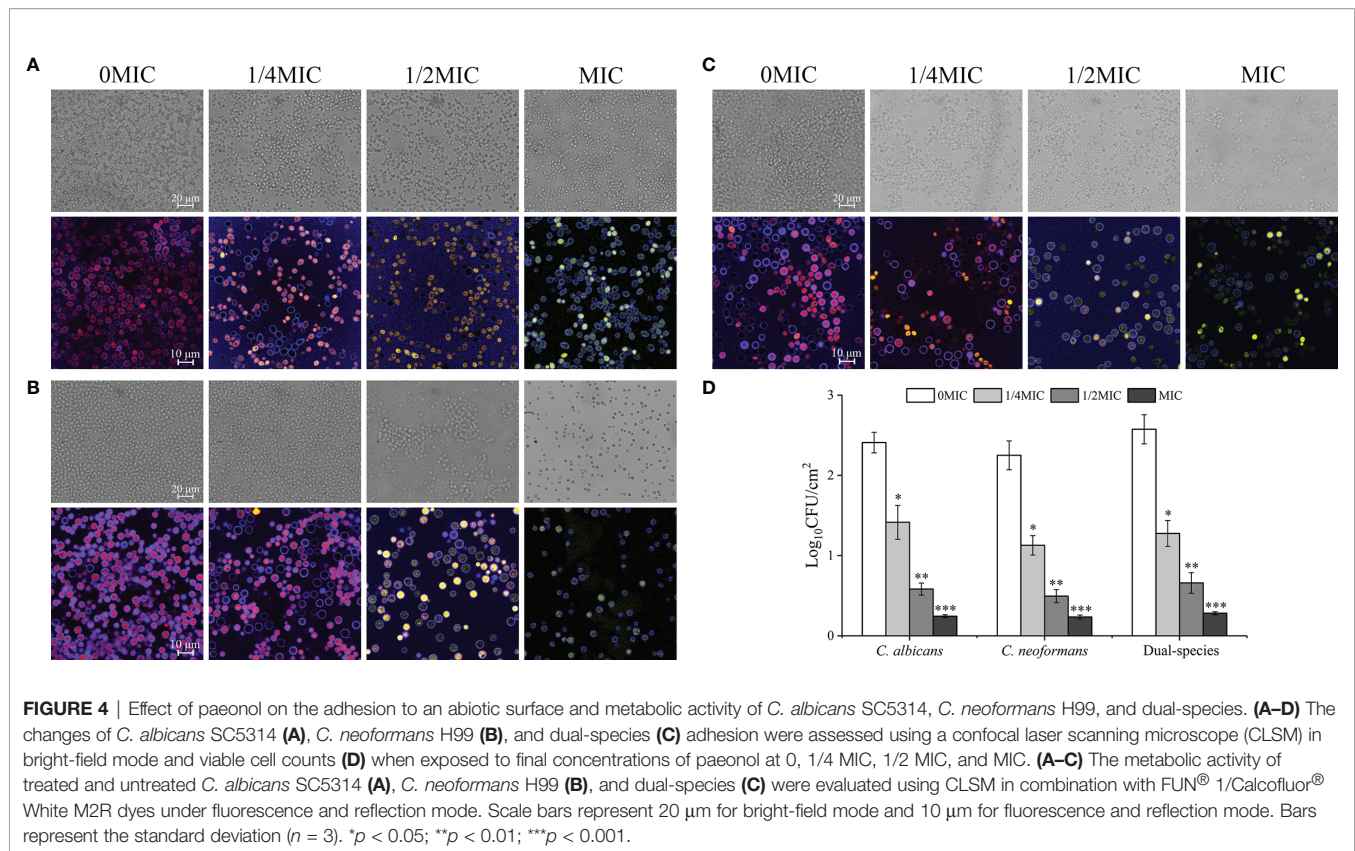 A
0MIC 1/4MIC 1/2MIC MIC
20 μm
10 μm
B
20 μm
10 μm
C
0MIC 1/4MIC 1/2MIC MIC
20 μm
10 μm
D
0MIC 1/4MIC 1/2MIC MIC
Log10CFU/cm2
3
2
1
0
* ** ***
* ** ***
* ** ***
C. albicans C. neoformans Dual-species
FIGURE 4 | Effect of paeonol on the adhesion to an abiotic surface and metabolic activity of C. albicans SC5314, C. neoformans H99, and dual-species. (A–D) The
changes of C. albicans SC5314 (A), C. neoformans H99 (B), and dual-species (C) adhesion were assessed using a confocal laser scanning microscope (CLSM) in
bright-field mode and viable cell counts (D) when exposed to final concentrations of paeonol at 0, 1/4 MIC, 1/2 MIC, and MIC. (A–C) The metabolic activity of
treated and untreated C. albicans SC5314 (A), C. neoformans H99 (B), and dual-species (C) were evaluated using CLSM in combination with FUN® 1/Calcofluor®
White M2R dyes under fluorescence and reflection mode. Scale bars represent 20 μm for bright-field mode and 10 μm for fluorescence and reflection mode. Bars
represent the standard deviation (n = 3). *p < 0.05; **p < 0.01; ***p < 0.001.